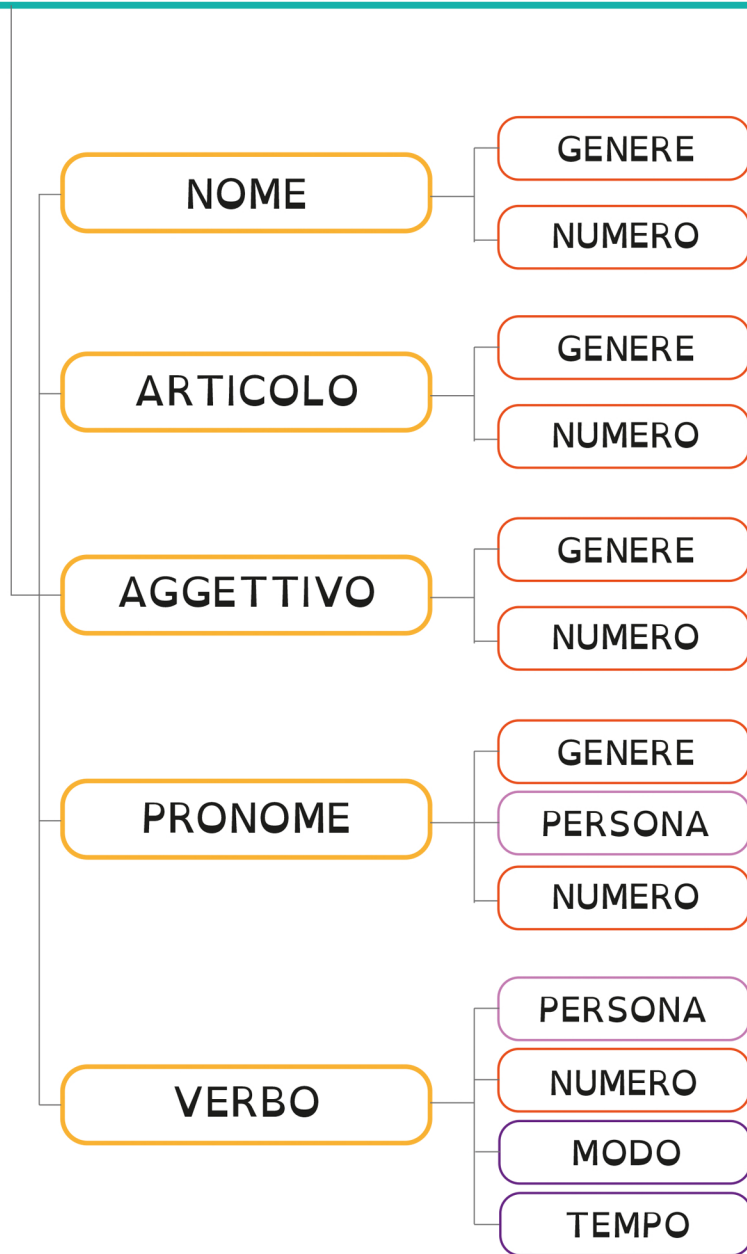 NOME
GENERE
NUMERO
ARTICOLO
GENERE
NUMERO
AGGETTIVO
GENERE
NUMERO
PRONOME
GENERE
PERSONA
NUMERO
VERBO
PERSONA
NUMERO
MODO
TEMPO